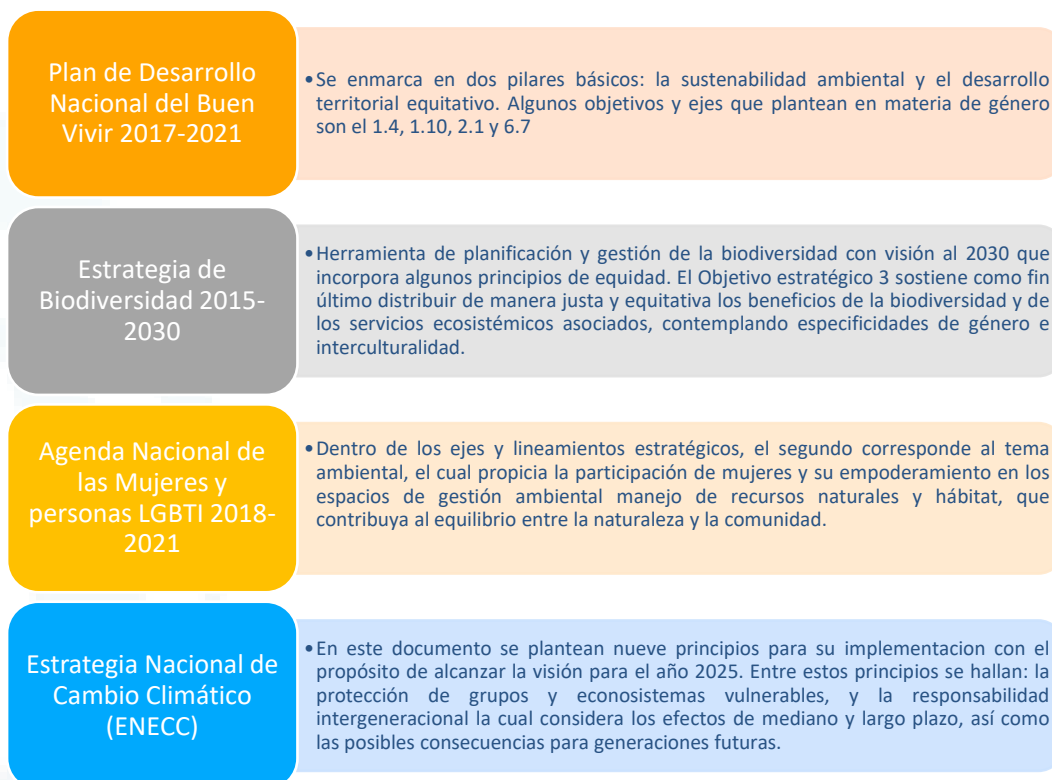 Plan de Desarrollo
Nacional del Buen
Vivir 2017-2021
•Se enmarca en dos pilares básicos: la sustenabilidad ambiental y el desarrollo
territorial equitativo. Algunos objetivos y ejes que plantean en materia de género
son el 1.4, 1.10, 2.1 y 6.7
Estrategia de
Biodiversidad 2015-
2030
•Herramienta de planificación y gestión de la biodiversidad con visión al 2030 que
incorpora algunos principios de equidad. El Objetivo estratégico 3 sostiene como fin
último distribuir de manera justa y equitativa los beneficios de la biodiversidad y de
los servicios ecosistémicos asociados, contemplando especificidades de género e
interculturalidad.
Agenda Nacional de
las Mujeres y
personas LGBTI 2018-
2021
•Dentro de los ejes y lineamientos estratégicos, el segundo corresponde al tema
ambiental, el cual propicia la participación de mujeres y su empoderamiento en los
espacios de gestión ambiental manejo de recursos naturales y hábitat, que
contribuya al equilibrio entre la naturaleza y la comunidad.
Estrategia Nacional de
Cambio Climático
(ENECC)
•En este documento se plantean nueve principios para su implementacion con el
propósito de alcanzar la visión para el año 2025. Entre estos principios se hallan: la
protección de grupos y econosistemas vulnerables, y la responsabilidad
intergeneracional la cual considera los efectos de mediano y largo plazo, así como
las posibles consecuencias para generaciones futuras.